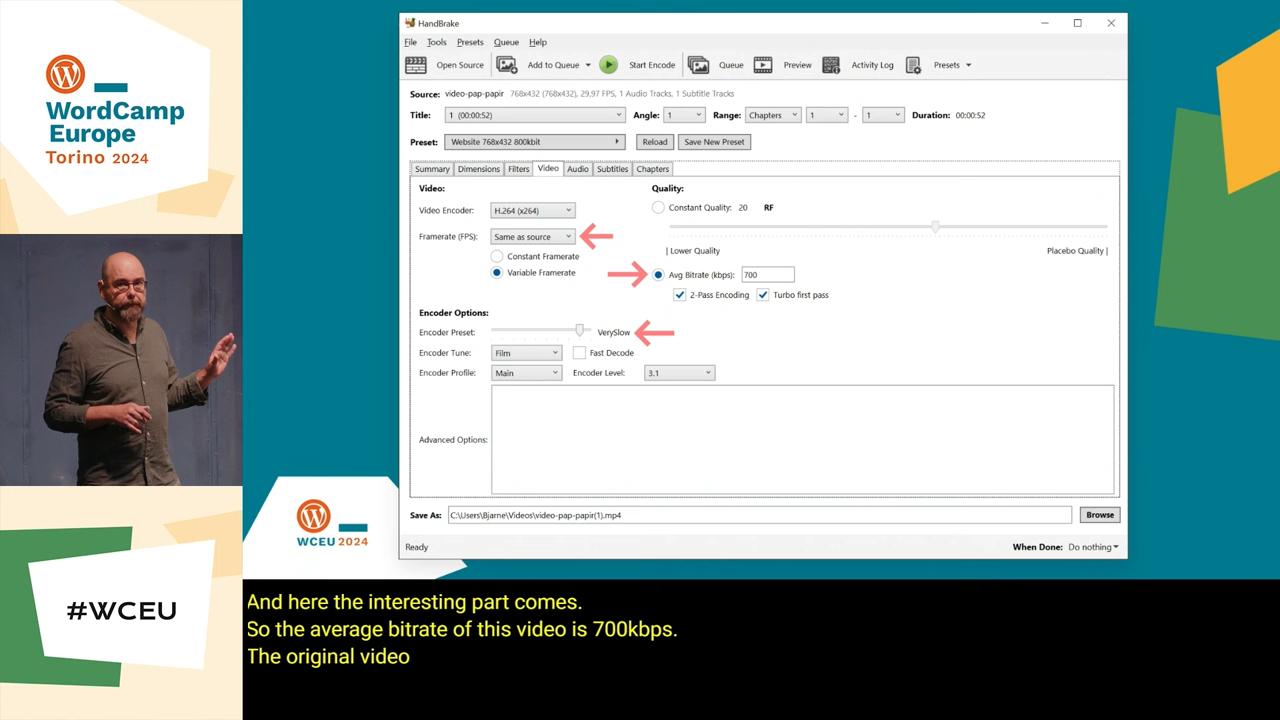 WordCamp
Europe
Torino 2024
#WCEU
HandBrake
File Tools Presets Queue Help
Open Source Add to Queue Start Encode Queue Preview Activity Log Presets
Source: video-pap-papir 768x432 (768x432), 29,97 FPS, 1 Audio Tracks, 1 Subtitle Tracks
Title: 1 (00:00:52) Angle: 1 Range: Chapters 1 - 1 Duration: 00:00:52
Preset: Website 768x432 800kbit Reload Save New Preset
Summary Dimensions Filters Video Audio Subtitles Chapters
Video: Quality:
Video Encoder: H.264 (x264) Constant Quality: 20 RF
Framerate (FPS): Same as source
| Lower Quality Placebo Quality |
Constant Framerate
Variable Framerate Avg Bitrate (kbps): 700
2-Pass Encoding Turbo first pass
Encoder Options:
Encoder Preset: VerySlow
Encoder Tune: Film Fast Decode
Encoder Profile: Main Encoder Level: 3.1
Advanced Options:
Save As: C:\Users\Bjarne\Videos\video-pap-papir(1).mp4 Browse
Ready When Done: Do nothing
WCEU 2024
And here the interesting part comes.
So the average bitrate of this video is 700kbps.
The original video